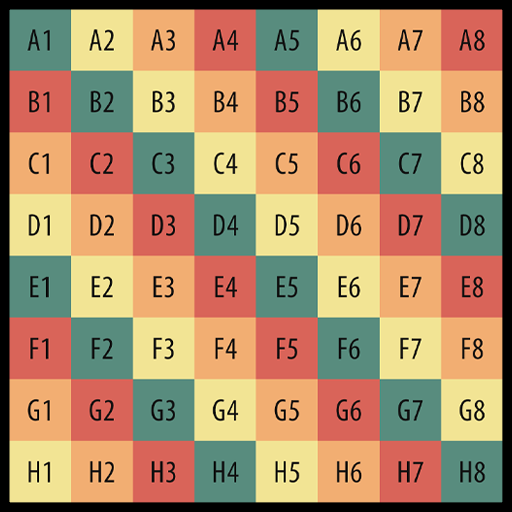 A1 A2 A3 A4 A5 A6 A7 A8
B1 B2 B3 B4 B5 B6 B7 B8
C1 C2 C3 C4 C5 C6 C7 C8
D1 D2 D3 D4 D5 D6 D7 D8
E1 E2 E3 E4 E5 E6 E7 E8
F1 F2 F3 F4 F5 F6 F7 F8
G1 G2 G3 G4 G5 G6 G7 G8
H1 H2 H3 H4 H5 H6 H7 H8